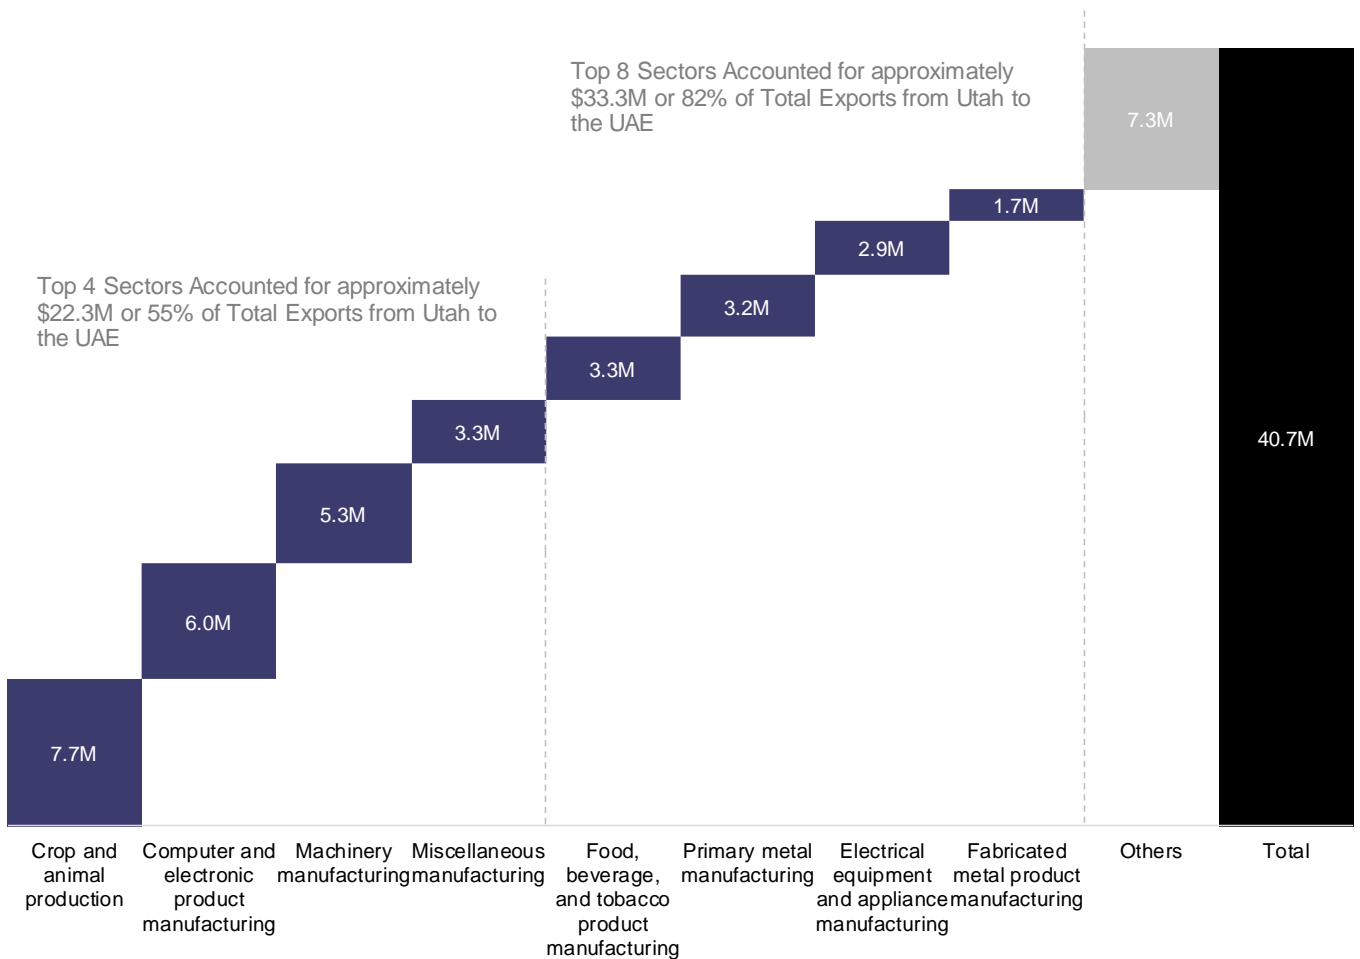 Top 8 Sectors Accounted for approximately
$33.3M or 82% of Total Exports from Utah to
the UAE
7.3M
1.7M
2.9M
Top 4 Sectors Accounted for approximately
$22.3M or 55% of Total Exports from Utah to
the UAE
3.2M
3.3M
3.3M
40.7M
5.3M
6.0M
7.7M
Crop and
animal
production
Computer and
electronic
product
manufacturing
Machinery
manufacturing
Miscellaneous
manufacturing
Food,
beverage,
and tobacco
product
manufacturing
Primary metal
manufacturing
Electrical
equipment
and appliance
manufacturing
Fabricated
metal product
manufacturing
Others
Total